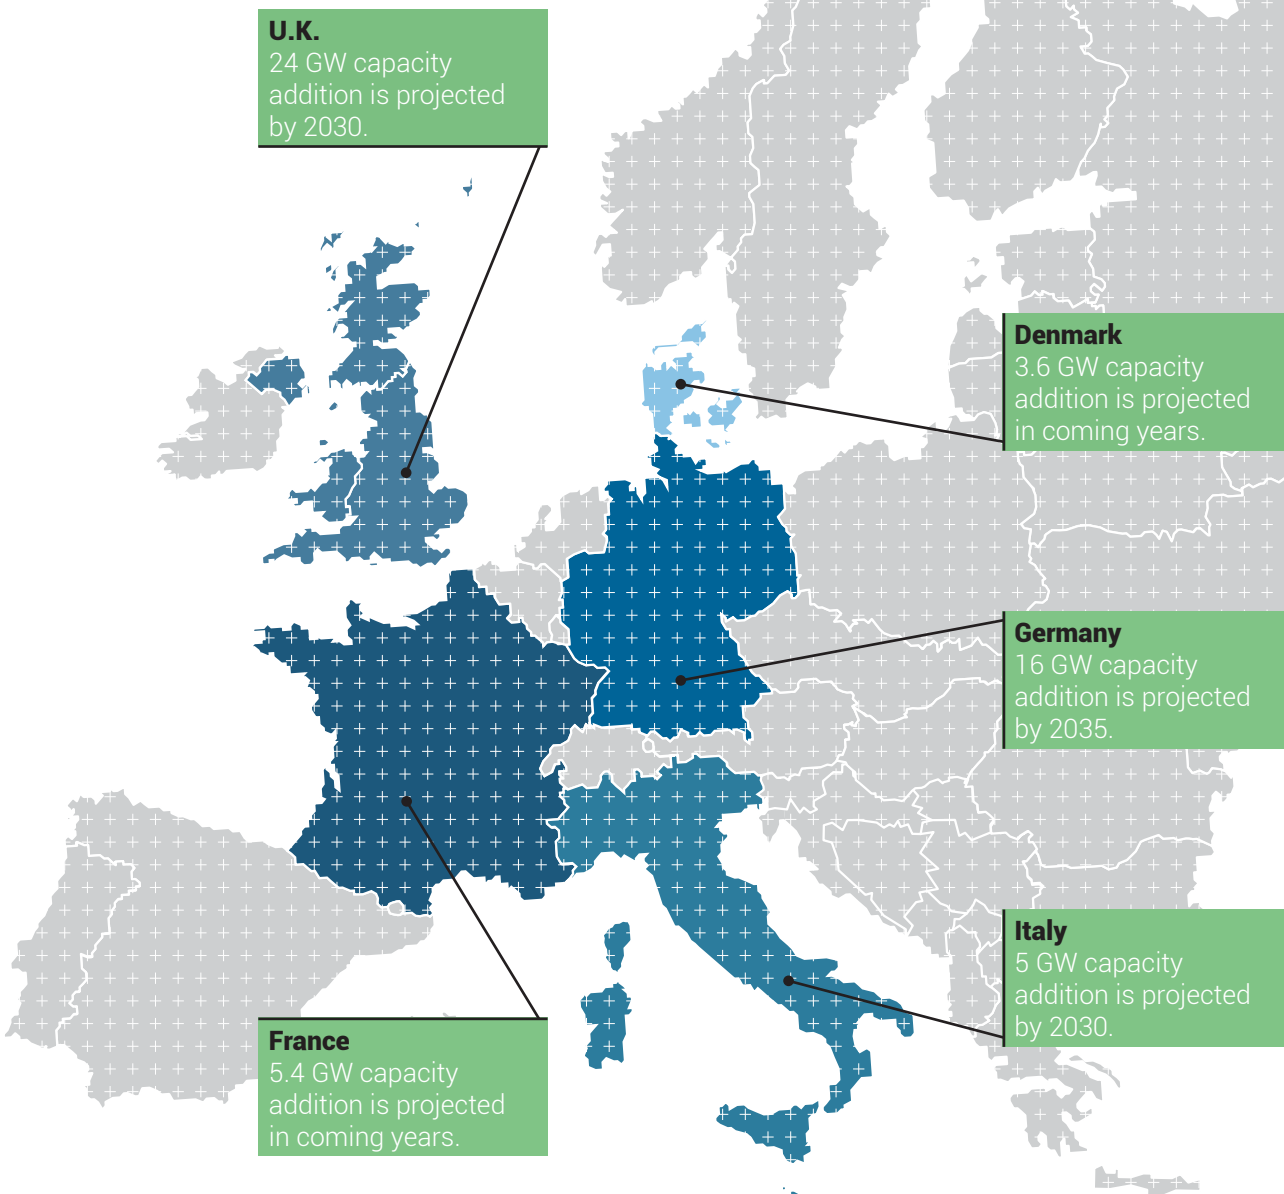 U.K.
24 GW capacity
addition is projected
by 2030.
Denmark
3.6 GW capacity
addition is projected
in coming years.
Germany
16 GW capacity
addition is projected
by 2035.
Italy
5 GW capacity
addition is projected
by 2030.
France
5.4 GW capacity
addition is projected
in coming years.